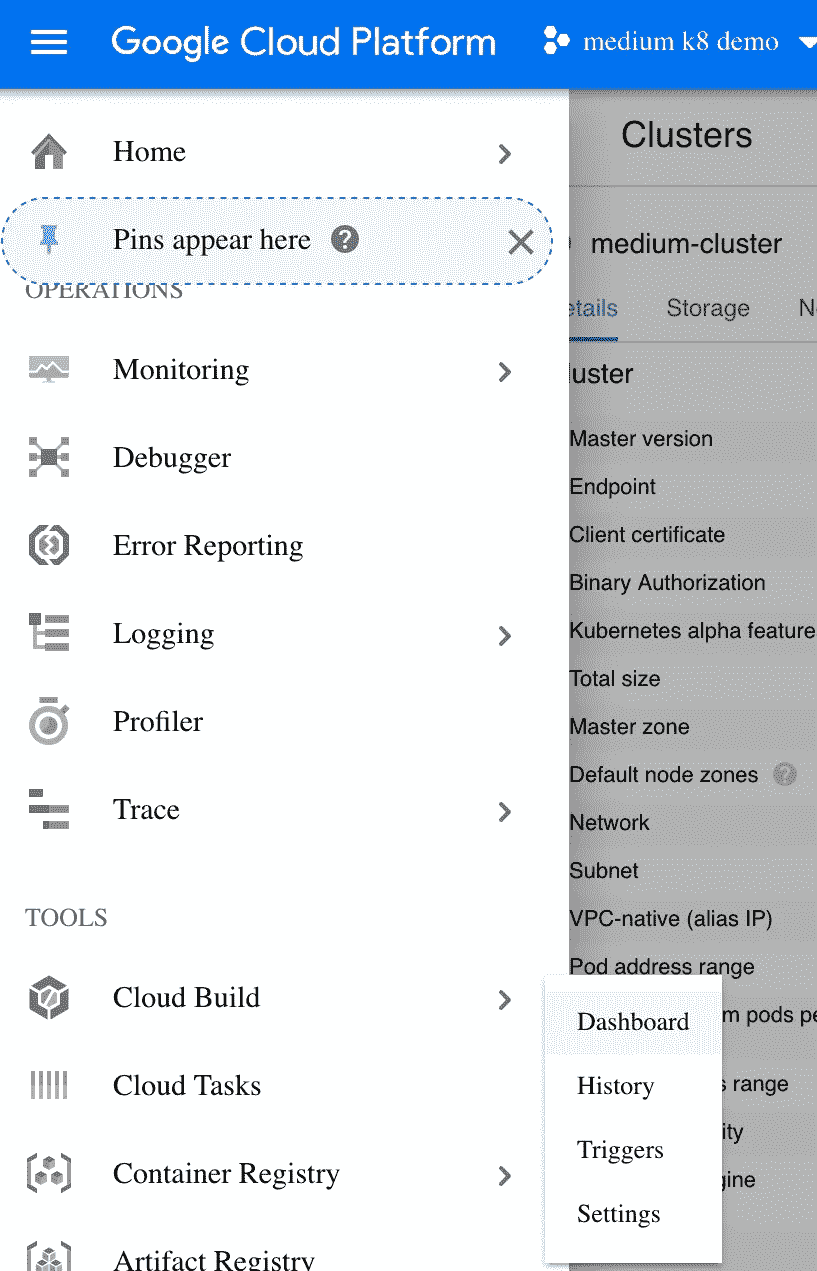 Google Cloud Platform
medium k8 demo
Home
Pins appear here ?
OPERATIONS
Monitoring
Debugger
Error Reporting
Logging
Profiler
Trace
TOOLS
Cloud Build
Cloud Tasks
Container Registry
Artifact Registry
Dashboard
History
Triggers
Settings
Clusters
medium-cluster
etails Storage N
luster
Master version
Endpoint
Client certificate
Binary Authorization
Kubernetes alpha feature
Total size
Master zone
Default node zones ?
Network
Subnet
VPC-native (alias IP)
Pod address range
m pods pe
s range
ity
gine